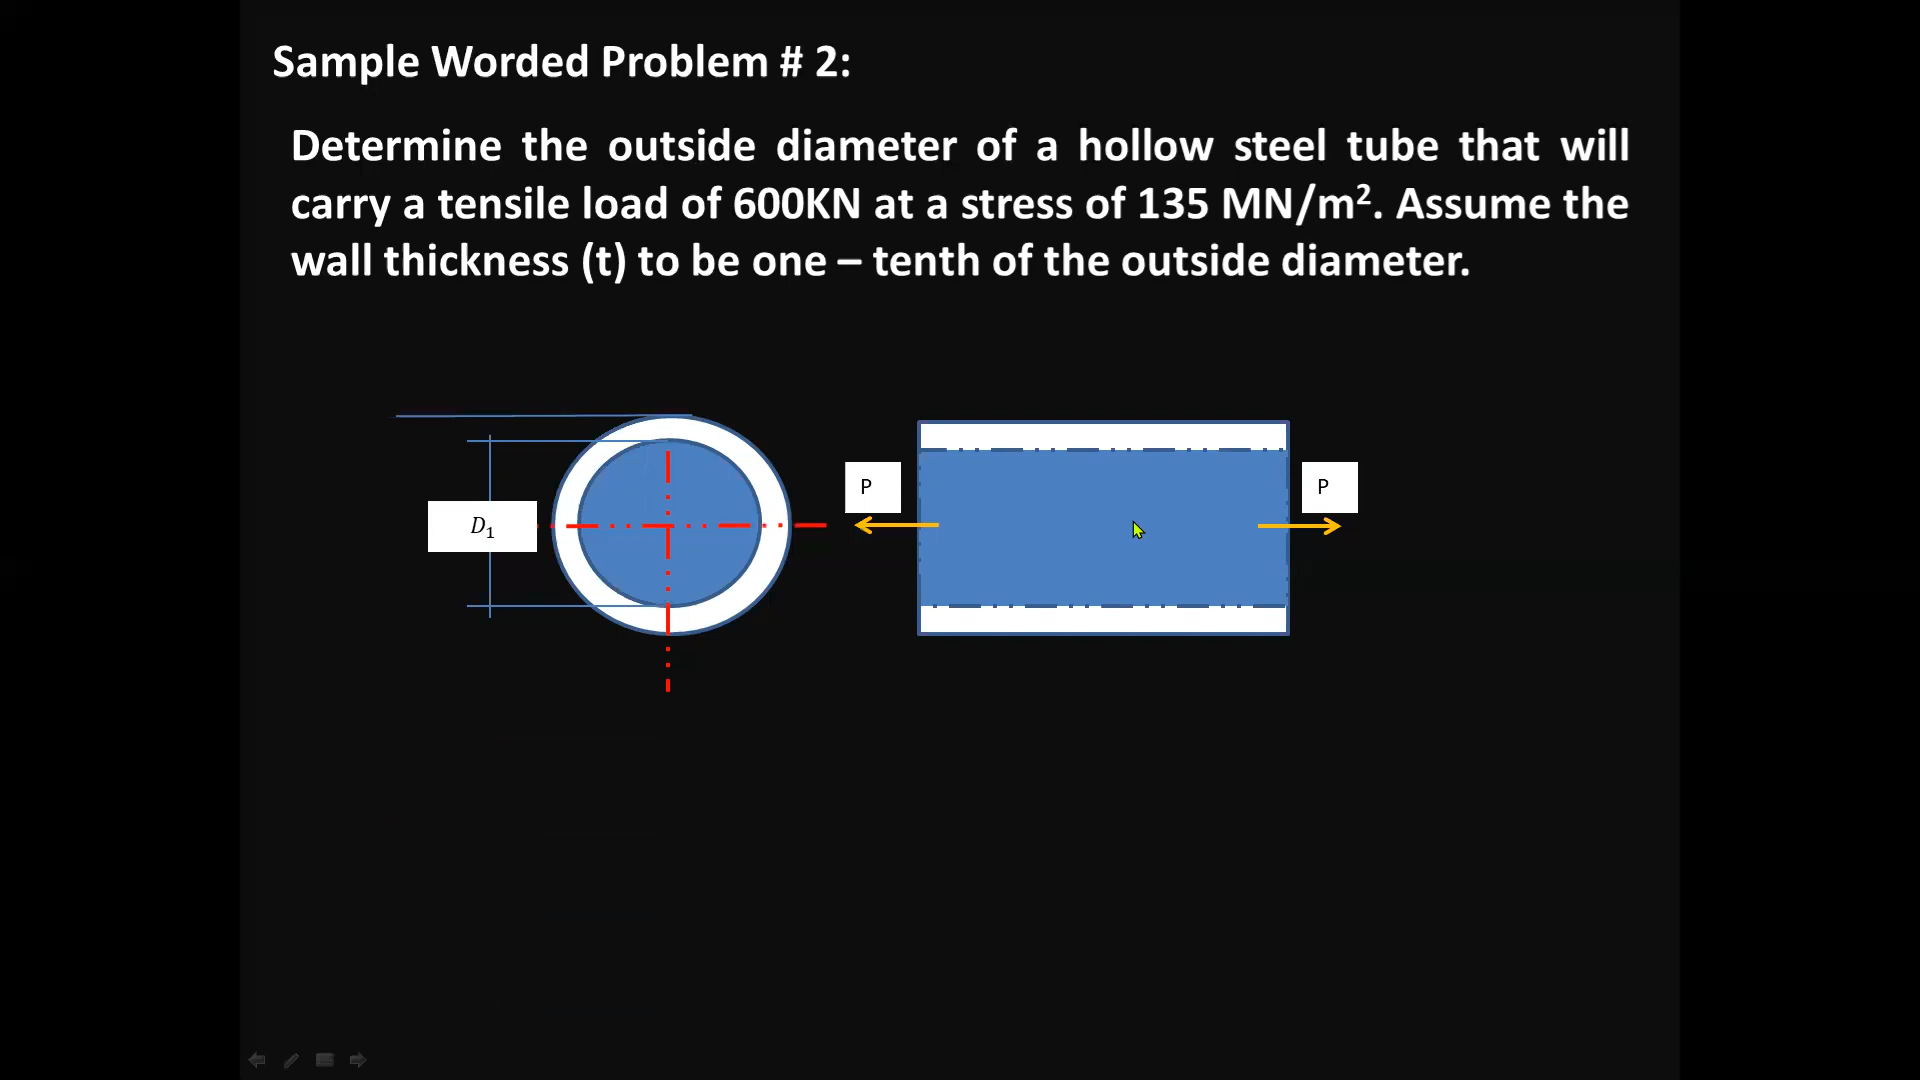 Sample Worded Problem # 2:
Determine the outside diameter of a hollow steel tube that will
carry a tensile load of 600KN at a stress of 135 MN/m². Assume the
wall thickness (t) to be one – tenth of the outside diameter.
P
P
D₁